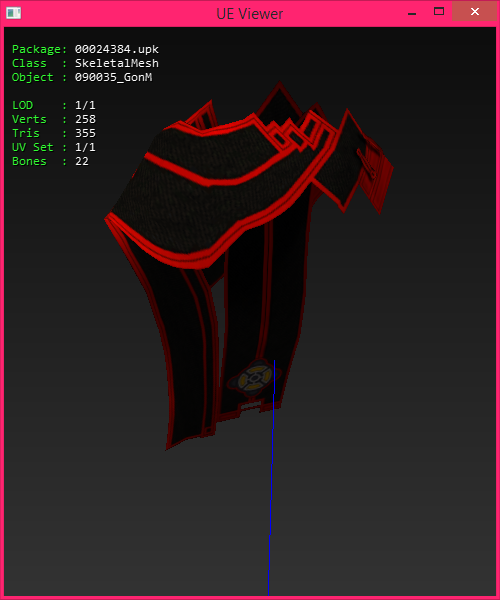 UE Viewer
Package: 00024384.upk
Class : SkeletalMesh
Object : 090035_GonM
LOD : 1/1
Verts : 258
Tris : 355
UV Set : 1/1
Bones : 22